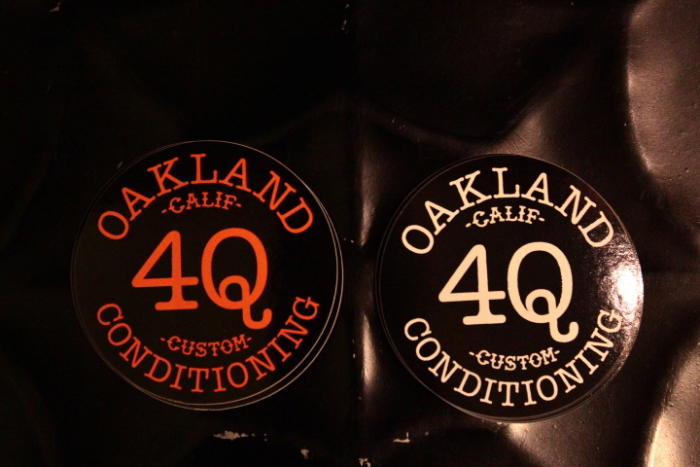 OAKLAND
-CALIF-
4Q
-CUSTOM-
CONDITIONING
OAKLAND
-CALIF-
4Q
-CUSTOM-
CONDITIONING